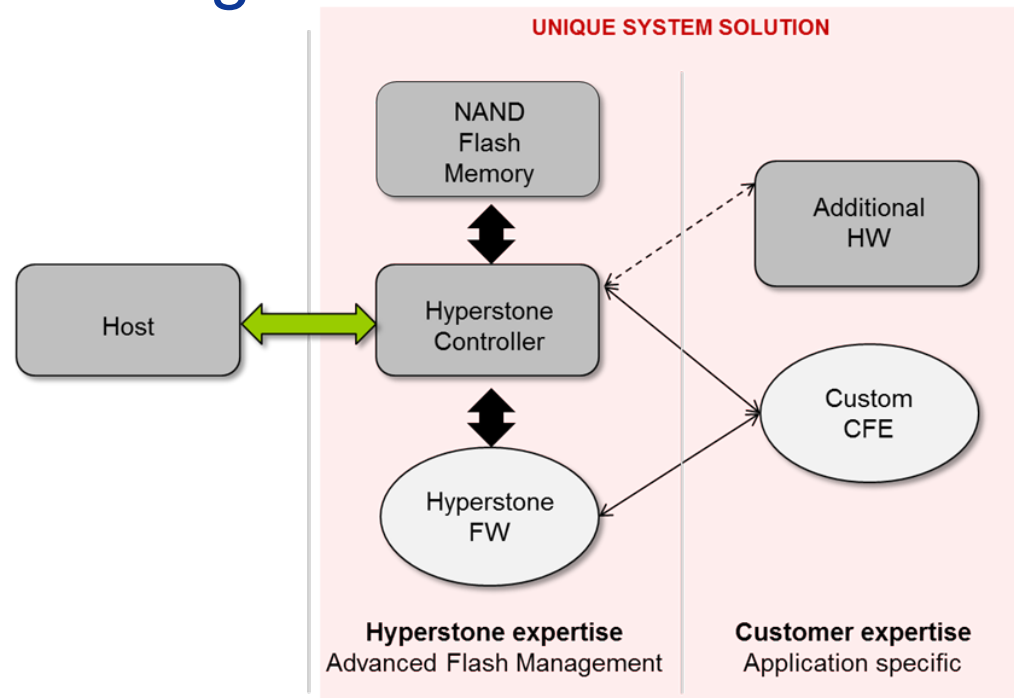 UNIQUE SYSTEM SOLUTION
NAND
Flash
Memory
Additional
HW
Host
Hyperstone
Controller
Custom
CFE
Hyperstone
FW
Hyperstone expertise
Advanced Flash Management
Customer expertise
Application specific